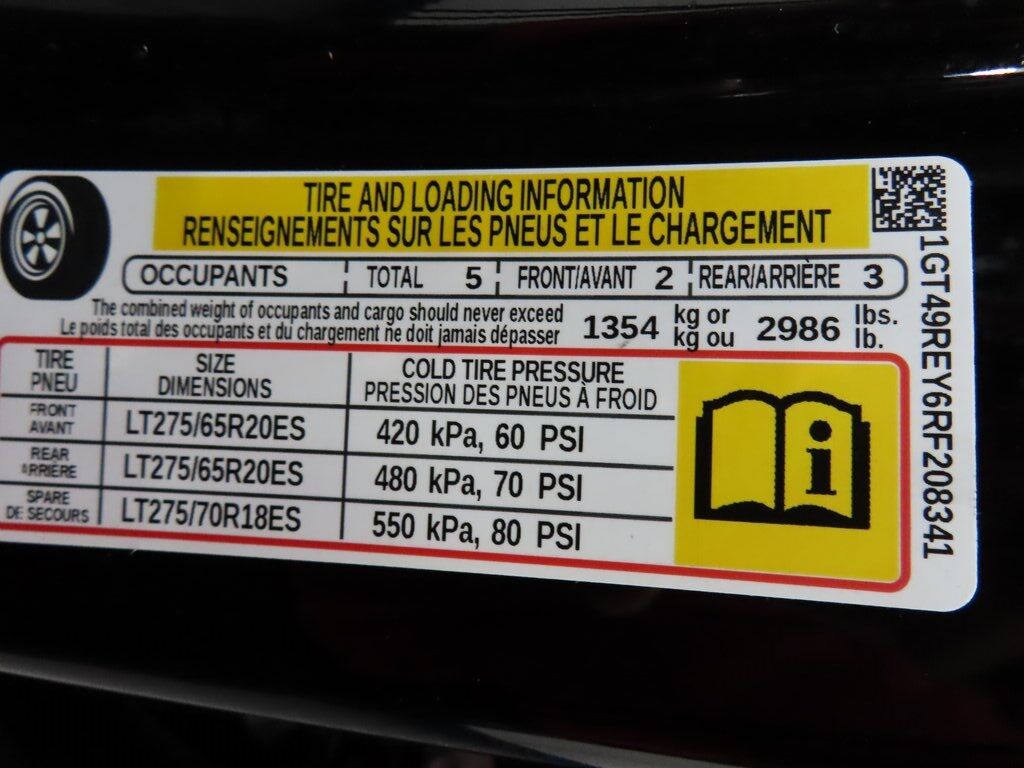 TIRE AND LOADING INFORMATION
RENSEIGNEMENTS SUR LES PNEUS ET LE CHARGEMENT
OCCUPANTS TOTAL 5 FRONT/AVANT 2 REAR/ARRIÈRE 3
The combined weight of occupants and cargo should never exceed 1354 kg or 2986 lbs.
Le poids total des occupants et du chargement ne doit jamais dépasser kg ou lb.
TIRE SIZE COLD TIRE PRESSURE
PNEU DIMENSIONS PRESSION DES PNEUS À FROID
FRONT
AVANT LT275/65R20ES 420 kPa, 60 PSI
REAR
ARRIÈRE LT275/65R20ES 480 kPa, 70 PSI
SPARE
DE SECOURS LT275/70R18ES 550 kPa, 80 PSI
i
1GT49REY6RF208341